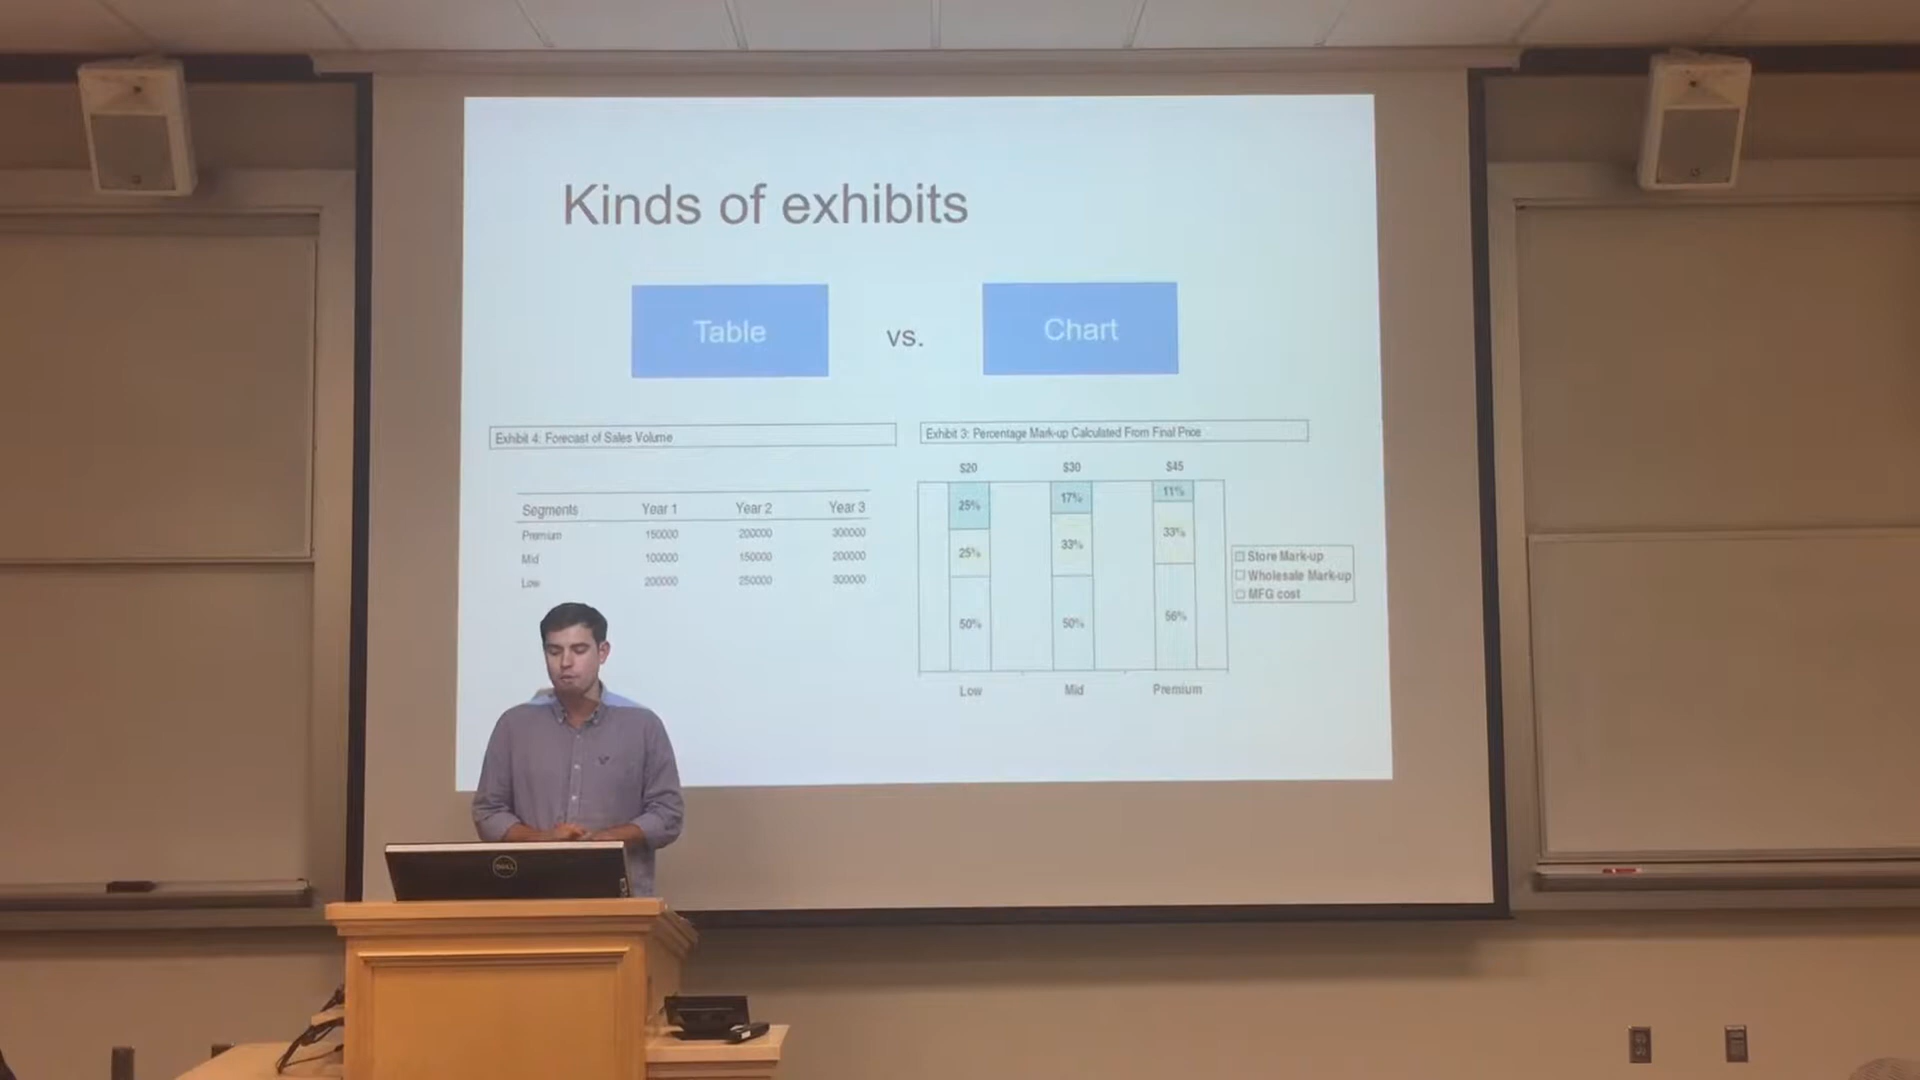 Kinds of exhibits
Table
vs.
Chart
Exhibit 4: Forecast of Sales Volume
Segments Year 1 Year 2 Year 3
Premium 150000 200000 300000
Mid 100000 150000 200000
Low 200000 250000 300000
Exhibit 3: Percentage Mark-up Calculated From Final Price
$20 $30 $45
25% 17% 11%
25% 33% 33%
50% 50% 56%
Low Mid Premium
Store Mark-up
Wholesale Mark-up
MFG cost
DELL